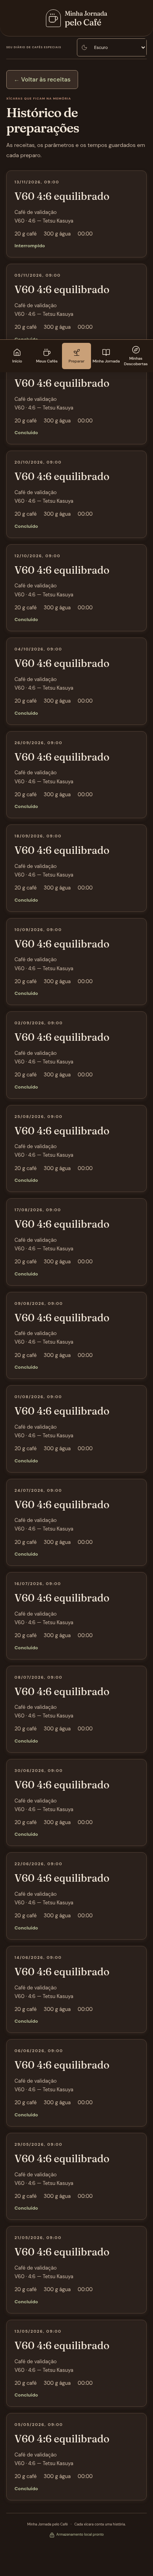 Minha Jornada
pelo Café
SEU DIÁRIO DE CAFÉS ESPECIAIS
Escuro
← Voltar às receitas
XÍCARAS QUE FICAM NA MEMÓRIA
Histórico de
preparações
As receitas, os parâmetros e os tempos guardados em
cada preparo.
13/11/2026, 09:00
V60 4:6 equilibrado
Café de validação
V60 · 4:6 — Tetsu Kasuya
20 g café 300 g água 00:00
Interrompido
05/11/2026, 09:00
V60 4:6 equilibrado
Café de validação
V60 · 4:6 — Tetsu Kasuya
20 g café 300 g água 00:00
Início Meus Cafés Preparar Minha Jornada Minhas
Descobertas
V60 4:6 equilibrado
Café de validação
V60 · 4:6 — Tetsu Kasuya
20 g café 300 g água 00:00
Concluído
20/10/2026, 09:00
V60 4:6 equilibrado
Café de validação
V60 · 4:6 — Tetsu Kasuya
20 g café 300 g água 00:00
Concluído
12/10/2026, 09:00
V60 4:6 equilibrado
Café de validação
V60 · 4:6 — Tetsu Kasuya
20 g café 300 g água 00:00
Concluído
04/10/2026, 09:00
V60 4:6 equilibrado
Café de validação
V60 · 4:6 — Tetsu Kasuya
20 g café 300 g água 00:00
Concluído
26/09/2026, 09:00
V60 4:6 equilibrado
Café de validação
V60 · 4:6 — Tetsu Kasuya
20 g café 300 g água 00:00
Concluído
18/09/2026, 09:00
V60 4:6 equilibrado
Café de validação
V60 · 4:6 — Tetsu Kasuya
20 g café 300 g água 00:00
Concluído
10/09/2026, 09:00
V60 4:6 equilibrado
Café de validação
V60 · 4:6 — Tetsu Kasuya
20 g café 300 g água 00:00
Concluído
02/09/2026, 09:00
V60 4:6 equilibrado
Café de validação
V60 · 4:6 — Tetsu Kasuya
20 g café 300 g água 00:00
Concluído
25/08/2026, 09:00
V60 4:6 equilibrado
Café de validação
V60 · 4:6 — Tetsu Kasuya
20 g café 300 g água 00:00
Concluído
17/08/2026, 09:00
V60 4:6 equilibrado
Café de validação
V60 · 4:6 — Tetsu Kasuya
20 g café 300 g água 00:00
Concluído
09/08/2026, 09:00
V60 4:6 equilibrado
Café de validação
V60 · 4:6 — Tetsu Kasuya
20 g café 300 g água 00:00
Concluído
01/08/2026, 09:00
V60 4:6 equilibrado
Café de validação
V60 · 4:6 — Tetsu Kasuya
20 g café 300 g água 00:00
Concluído
24/07/2026, 09:00
V60 4:6 equilibrado
Café de validação
V60 · 4:6 — Tetsu Kasuya
20 g café 300 g água 00:00
Concluído
16/07/2026, 09:00
V60 4:6 equilibrado
Café de validação
V60 · 4:6 — Tetsu Kasuya
20 g café 300 g água 00:00
Concluído
08/07/2026, 09:00
V60 4:6 equilibrado
Café de validação
V60 · 4:6 — Tetsu Kasuya
20 g café 300 g água 00:00
Concluído
30/06/2026, 09:00
V60 4:6 equilibrado
Café de validação
V60 · 4:6 — Tetsu Kasuya
20 g café 300 g água 00:00
Concluído
22/06/2026, 09:00
V60 4:6 equilibrado
Café de validação
V60 · 4:6 — Tetsu Kasuya
20 g café 300 g água 00:00
Concluído
14/06/2026, 09:00
V60 4:6 equilibrado
Café de validação
V60 · 4:6 — Tetsu Kasuya
20 g café 300 g água 00:00
Concluído
06/06/2026, 09:00
V60 4:6 equilibrado
Café de validação
V60 · 4:6 — Tetsu Kasuya
20 g café 300 g água 00:00
Concluído
29/05/2026, 09:00
V60 4:6 equilibrado
Café de validação
V60 · 4:6 — Tetsu Kasuya
20 g café 300 g água 00:00
Concluído
21/05/2026, 09:00
V60 4:6 equilibrado
Café de validação
V60 · 4:6 — Tetsu Kasuya
20 g café 300 g água 00:00
Concluído
13/05/2026, 09:00
V60 4:6 equilibrado
Café de validação
V60 · 4:6 — Tetsu Kasuya
20 g café 300 g água 00:00
Concluído
05/05/2026, 09:00
V60 4:6 equilibrado
Café de validação
V60 · 4:6 — Tetsu Kasuya
20 g café 300 g água 00:00
Concluído
Minha Jornada pelo Café Cada xícara conta uma história.
Armazenamento local pronto